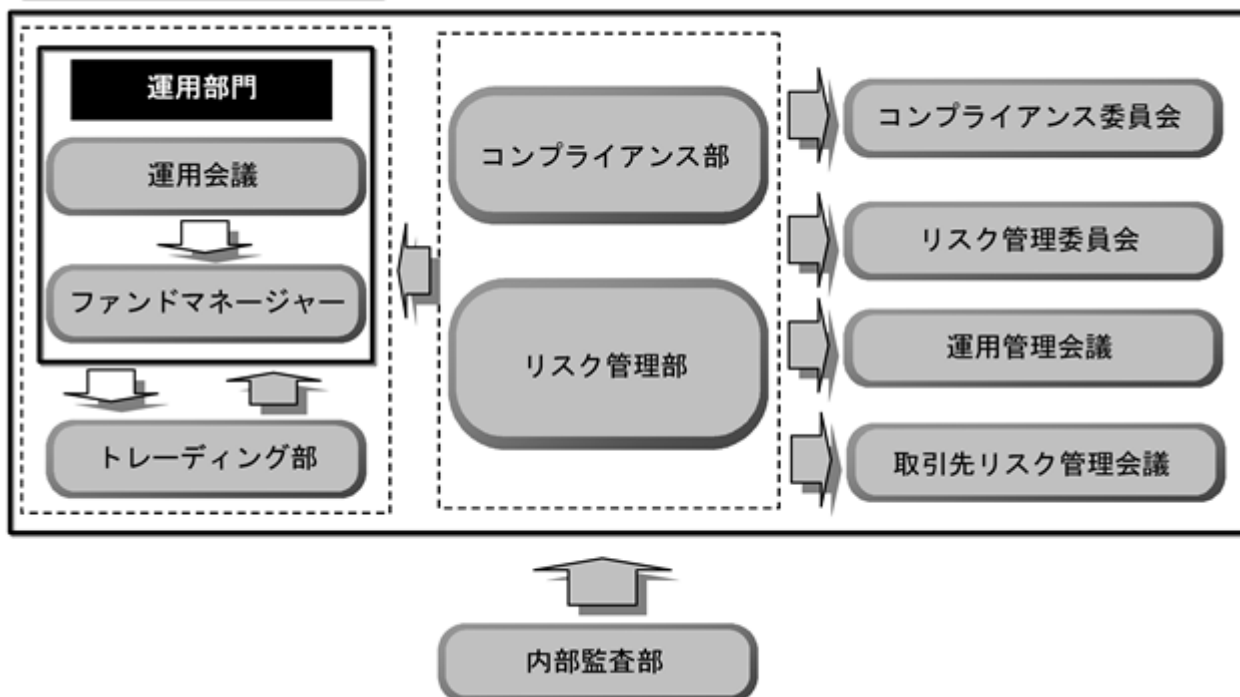 運用部門
運用会議
ファンドマネージャー
トレーディング部
コンプライアンス部
リスク管理部
コンプライアンス委員会
リスク管理委員会
運用管理会議
取引先リスク管理会議
内部監査部